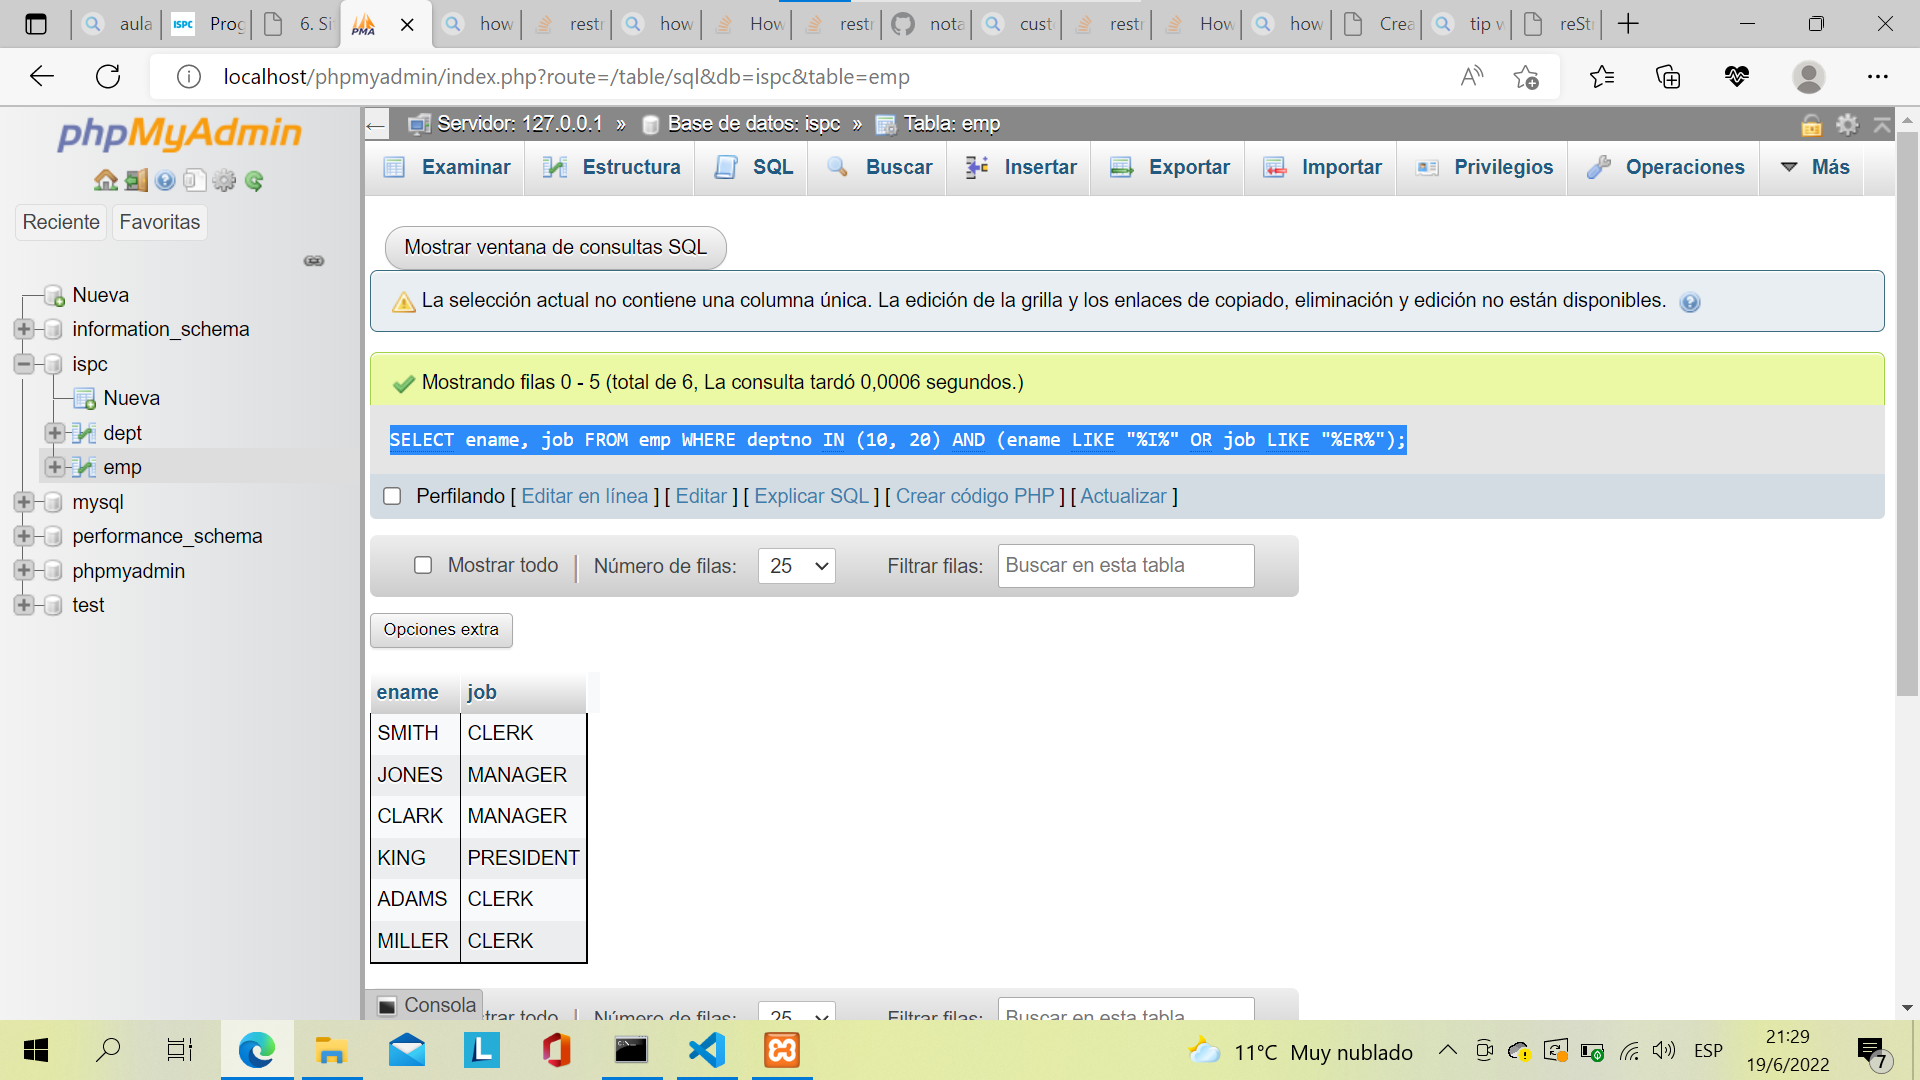 aula
ISPC Prog
6. Si
PMA
how
restr
how
How
restr
nota
cust
restr
How
how
Crea
tip w
reStr
localhost/phpmyadmin/index.php?route=/table/sql&db=ispc&table=emp
phpMyAdmin
Reciente Favoritas
Nueva
information_schema
ispc
Nueva
dept
emp
mysql
performance_schema
phpmyadmin
test
Servidor: 127.0.0.1 » Base de datos: ispc » Tabla: emp
Examinar Estructura SQL Buscar Insertar Exportar Importar Privilegios Operaciones Más
Mostrar ventana de consultas SQL
La selección actual no contiene una columna única. La edición de la grilla y los enlaces de copiado, eliminación y edición no están disponibles.
Mostrando filas 0 - 5 (total de 6, La consulta tardó 0,0006 segundos.)
SELECT ename, job FROM emp WHERE deptno IN (10, 20) AND (ename LIKE "%I%" OR job LIKE "%ER%");
Perfilando [ Editar en línea ] [ Editar ] [ Explicar SQL ] [ Crear código PHP ] [ Actualizar ]
Mostrar todo | Número de filas: 25 Filtrar filas: Buscar en esta tabla
Opciones extra
ename job
SMITH CLERK
JONES MANAGER
CLARK MANAGER
KING PRESIDENT
ADAMS CLERK
MILLER CLERK
Consola
trar todo | Número de filas: 25 Filtrar filas: Buscar en esta tabla
11°C Muy nublado
ESP
21:29
19/6/2022
7